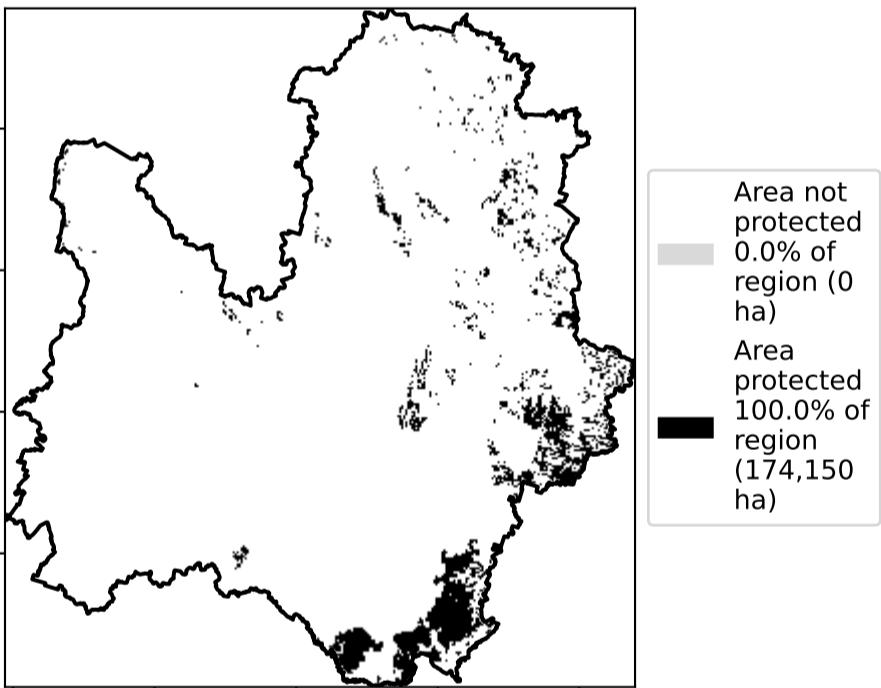 Area not
protected
0.0% of
region (0
ha)
Area
protected
100.0% of
region
(174,150
ha)